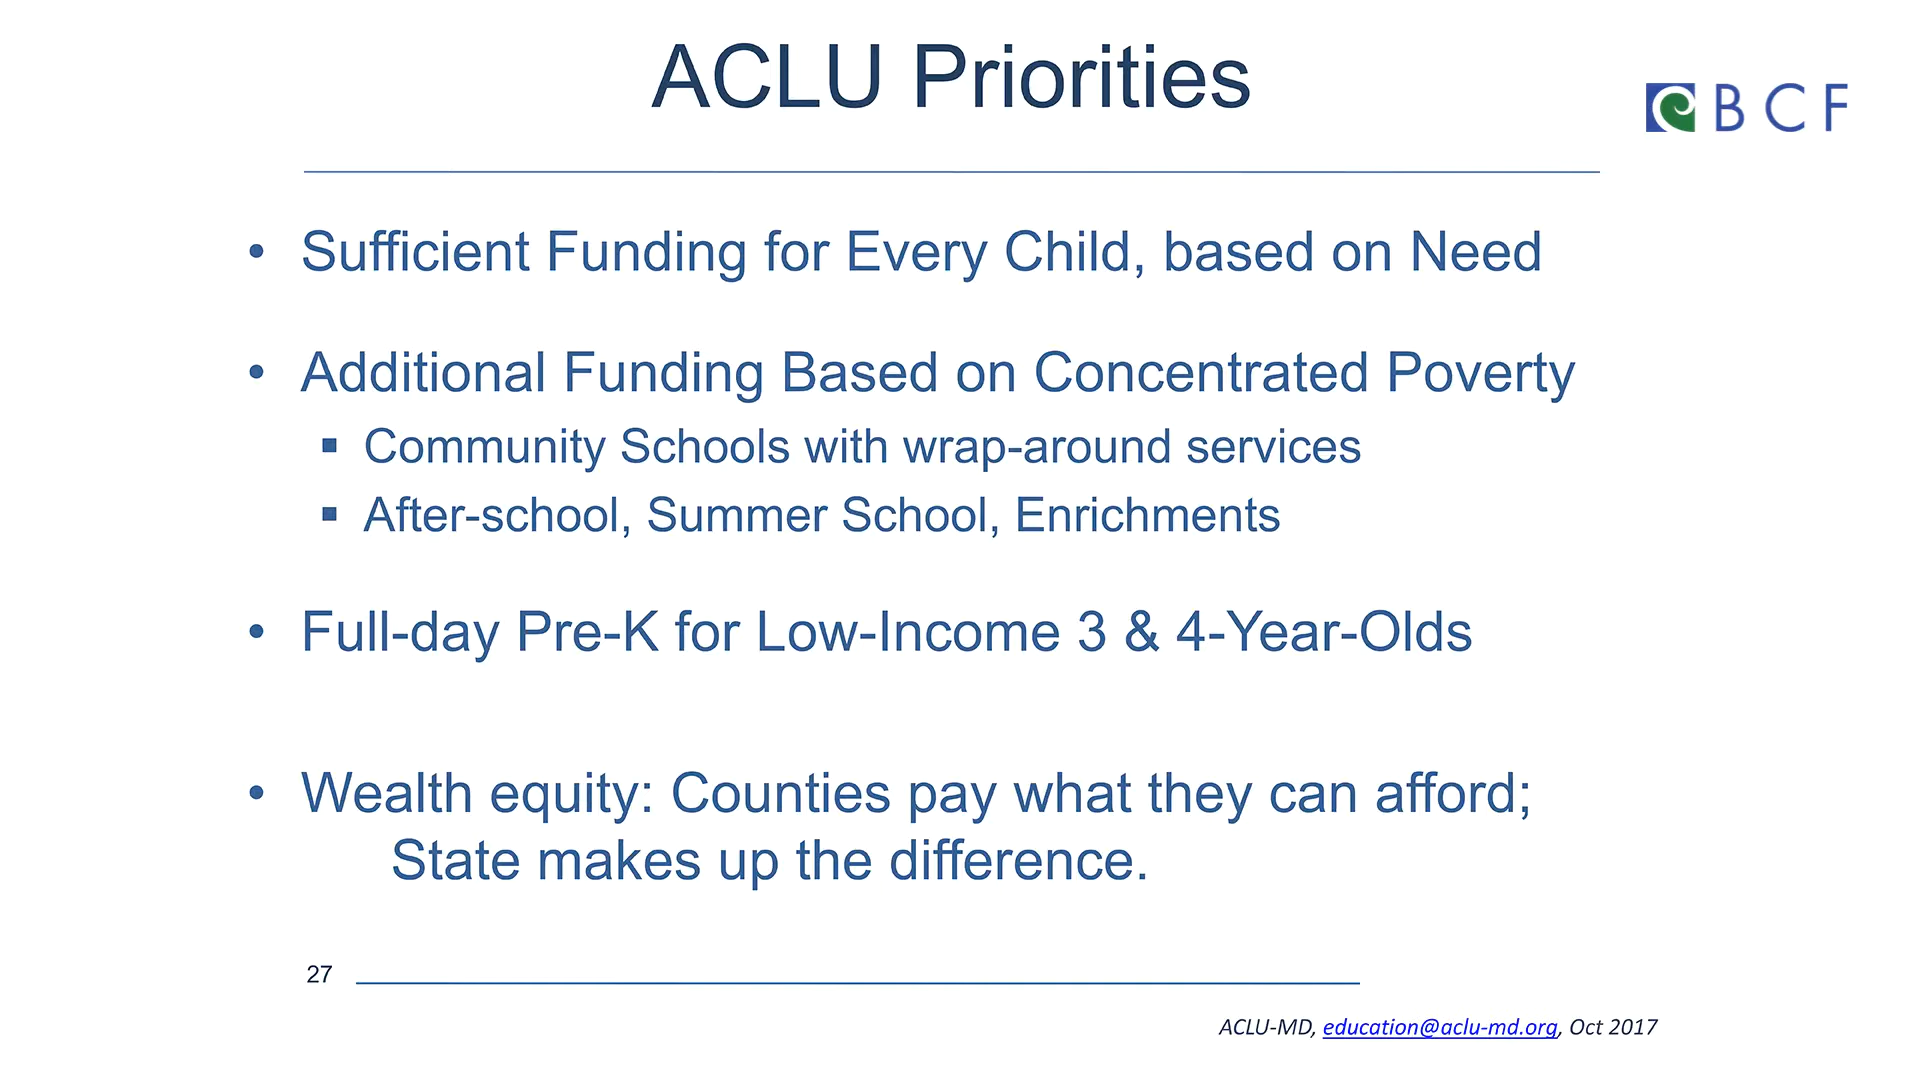 ACLU Priorities
BCF
• Sufficient Funding for Every Child, based on Need
• Additional Funding Based on Concentrated Poverty
▪ Community Schools with wrap-around services
▪ After-school, Summer School, Enrichments
• Full-day Pre-K for Low-Income 3 & 4-Year-Olds
• Wealth equity: Counties pay what they can afford;
State makes up the difference.
27
ACLU-MD, education@aclu-md.org, Oct 2017